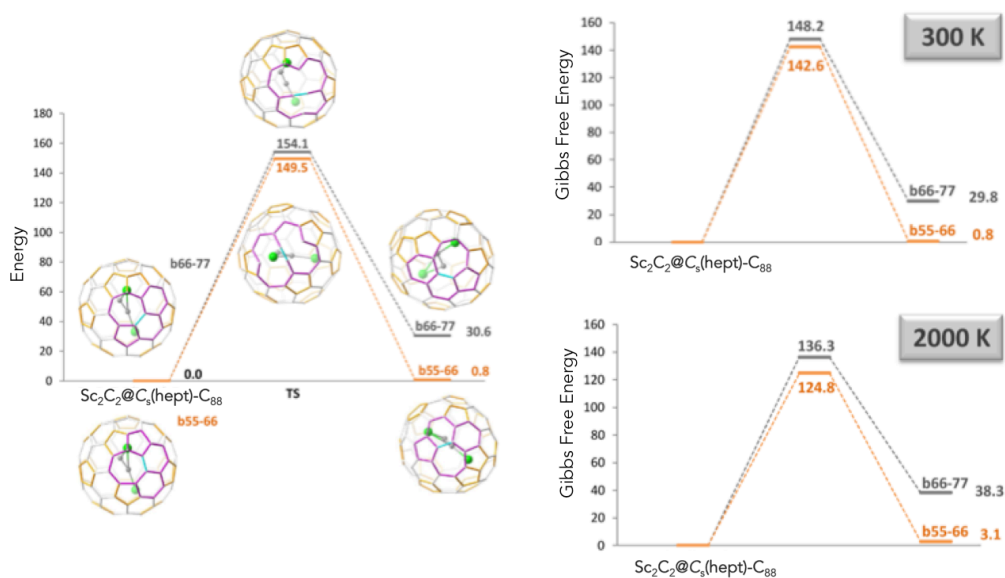 180
160
140
120
100
80
60
40
20
0
Energy
154.1
149.5
b66-77
b66-77
30.6
0.0
b55-66
0.8
Sc₂C₂@Cₛ(hept)-C₈₈
TS
b55-66
300 K
160
140
120
100
80
60
40
20
0
Gibbs Free Energy
148.2
142.6
b66-77
29.8
b55-66
0.8
Sc₂C₂@Cₛ(hept)-C₈₈
2000 K
160
140
120
100
80
60
40
20
0
Gibbs Free Energy
136.3
124.8
b66-77
38.3
b55-66
3.1
Sc₂C₂@Cₛ(hept)-C₈₈